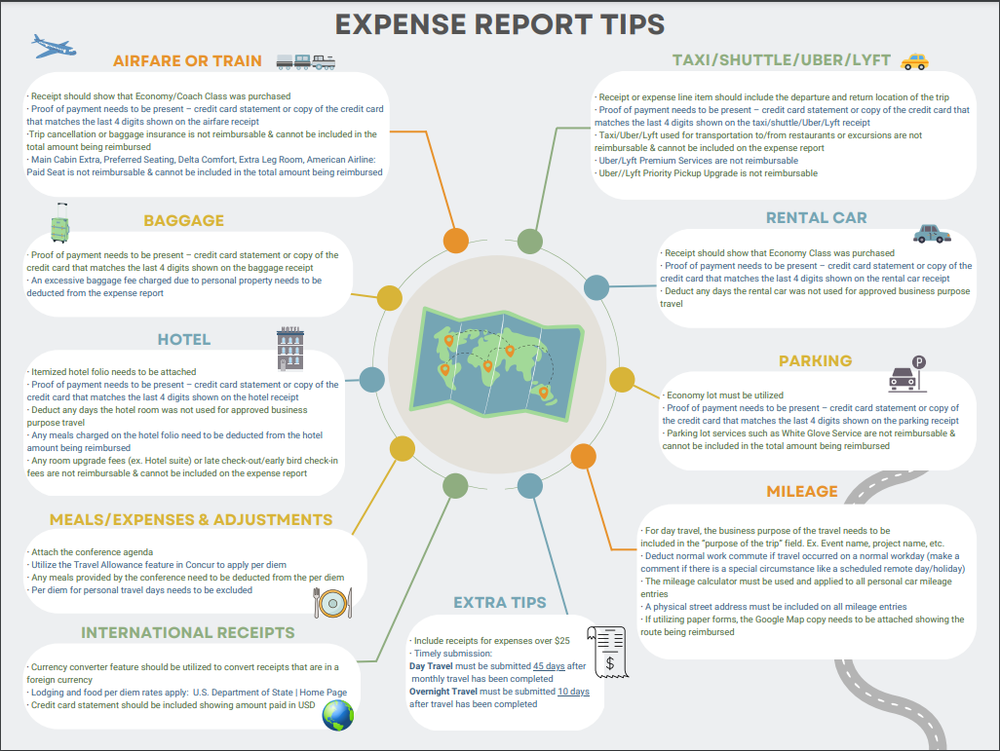 EXPENSE REPORT TIPS
AIRFARE OR TRAIN
· Receipt should show that Economy/Coach Class was purchased
· Proof of payment needs to be present – credit card statement or copy of the credit card
that matches the last 4 digits shown on the airfare receipt
·Trip cancellation or baggage insurance is not reimbursable & cannot be included in the
total amount being reimbursed
· Main Cabin Extra, Preferred Seating, Delta Comfort, Extra Leg Room, American Airline:
Paid Seat is not reimbursable & cannot be included in the total amount being reimbursed
BAGGAGE
· Proof of payment needs to be present – credit card statement or copy of the
credit card that matches the last 4 digits shown on the baggage receipt
· An excessive baggage fee charged due to personal property needs to be
deducted from the expense report
HOTEL
· Itemized hotel folio needs to be attached
· Proof of payment needs to be present – credit card statement or copy of the
credit card that matches the last 4 digits shown on the hotel receipt
· Deduct any days the hotel room was not used for approved business
purpose travel
· Any meals charged on the hotel folio need to be deducted from the hotel
amount being reimbursed
· Any room upgrade fees (ex. Hotel suite) or late check-out/early bird check-in
fees are not reimbursable & cannot be included on the expense report
MEALS/EXPENSES & ADJUSTMENTS
· Attach the conference agenda
· Utilize the Travel Allowance feature in Concur to apply per diem
· Any meals provided by the conference need to be deducted from the per diem
· Per diem for personal travel days needs to be excluded
INTERNATIONAL RECEIPTS
· Currency converter feature should be utilized to convert receipts that are in a
foreign currency
· Lodging and food per diem rates apply: U.S. Department of State | Home Page
· Credit card statement should be included showing amount paid in USD
TAXI/SHUTTLE/UBER/LYFT
· Receipt or expense line item should include the departure and return location of the trip
· Proof of payment needs to be present – credit card statement or copy of the credit card that
matches the last 4 digits shown on the taxi/shuttle/Uber/Lyft receipt
· Taxi/Uber/Lyft used for transportation to/from restaurants or excursions are not
reimbursable & cannot be included on the expense report
· Uber/Lyft Premium Services are not reimbursable
· Uber//Lyft Priority Pickup Upgrade is not reimbursable
RENTAL CAR
· Receipt should show that Economy Class was purchased
· Proof of payment needs to be present – credit card statement or copy of the
credit card that matches the last 4 digits shown on the rental car receipt
· Deduct any days the rental car was not used for approved business purpose
travel
PARKING
P
· Economy lot must be utilized
· Proof of payment needs to be present – credit card statement or copy of
the credit card that matches the last 4 digits shown on the parking receipt
· Parking lot services such as White Glove Service are not reimbursable &
cannot be included in the total amount being reimbursed
MILEAGE
· For day travel, the business purpose of the travel needs to be
included in the "purpose of the trip" field. Ex. Event name, project name, etc.
· Deduct normal work commute if travel occurred on a normal workday (make a
comment if there is a special circumstance like a scheduled remote day/holiday)
· The mileage calculator must be used and applied to all personal car mileage
entries
· A physical street address must be included on all mileage entries
· If utilizing paper forms, the Google Map copy needs to be attached showing the
route being reimbursed
EXTRA TIPS
· Include receipts for expenses over $25
· Timely submission:
Day Travel must be submitted 45 days after
monthly travel has been completed
Overnight Travel must be submitted 10 days
after travel has been completed
$